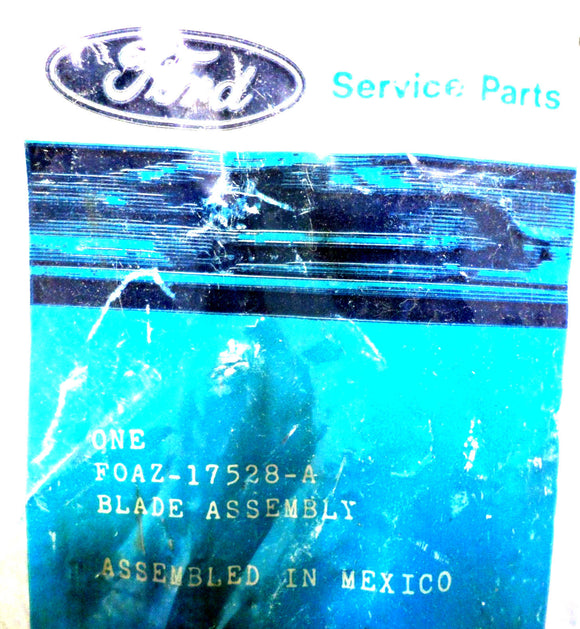 Ford
Service Parts
ONE
FOAZ-17528-A
BLADE ASSEMBLY
ASSEMBLED IN MEXICO